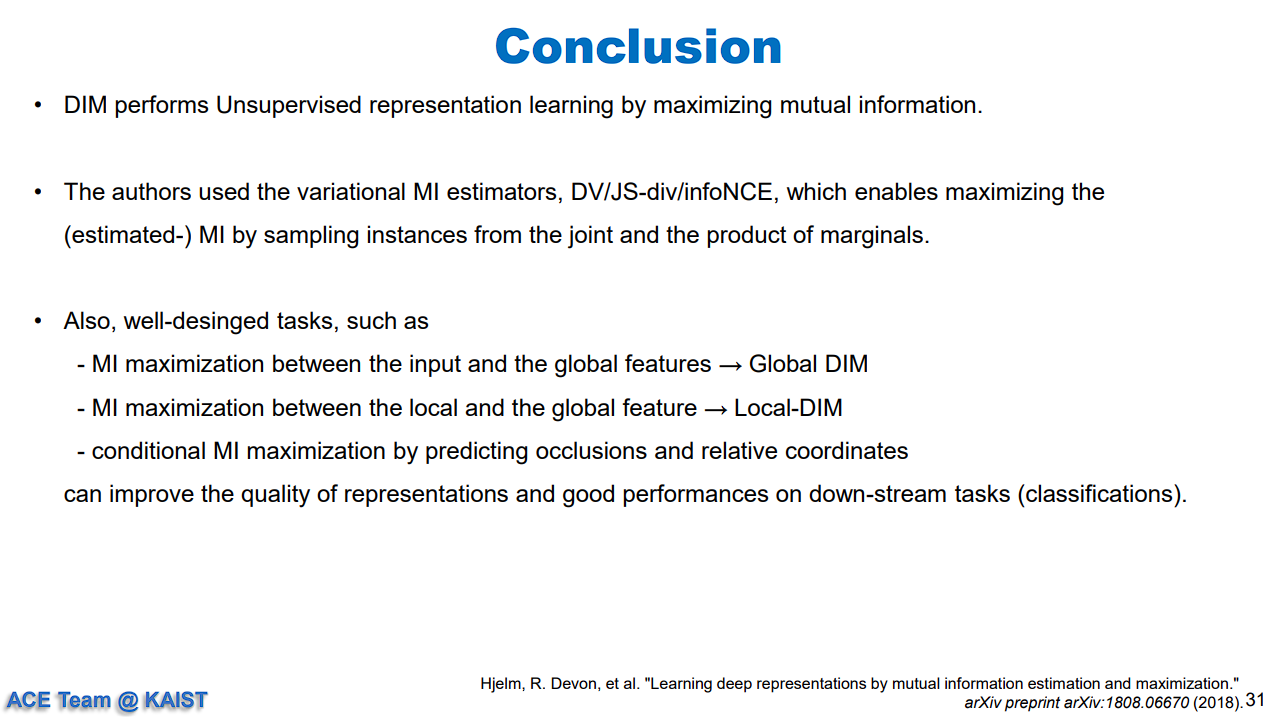 Conclusion
• DIM performs Unsupervised representation learning by maximizing mutual information.
• The authors used the variational MI estimators, DV/JS-div/infoNCE, which enables maximizing the
(estimated-) MI by sampling instances from the joint and the product of marginals.
• Also, well-desinged tasks, such as
- MI maximization between the input and the global features → Global DIM
- MI maximization between the local and the global feature → Local-DIM
- conditional MI maximization by predicting occlusions and relative coordinates
can improve the quality of representations and good performances on down-stream tasks (classifications).
Hjelm, R. Devon, et al. "Learning deep representations by mutual information estimation and maximization."
arXiv preprint arXiv:1808.06670 (2018).
31
ACE Team @ KAIST